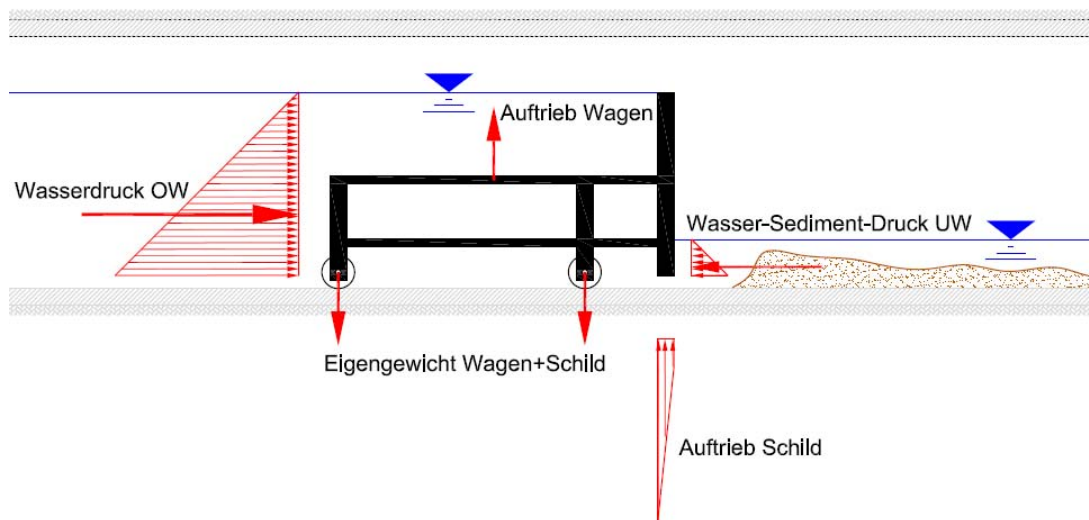 Auftrieb Wagen
Wasserdruck OW
Wasser-Sediment-Druck UW
Eigengewicht Wagen+Schild
Auftrieb Schild